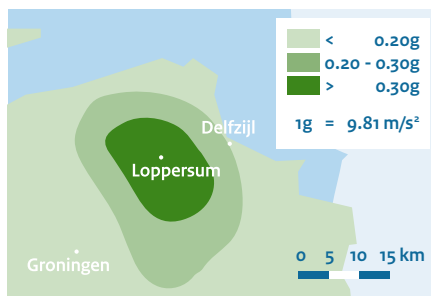 < 0.20g
0.20 - 0.30g
> 0.30g
1g = 9.81 m/s²
Delfzijl
Loppersum
Groningen
0 5 10 15 km